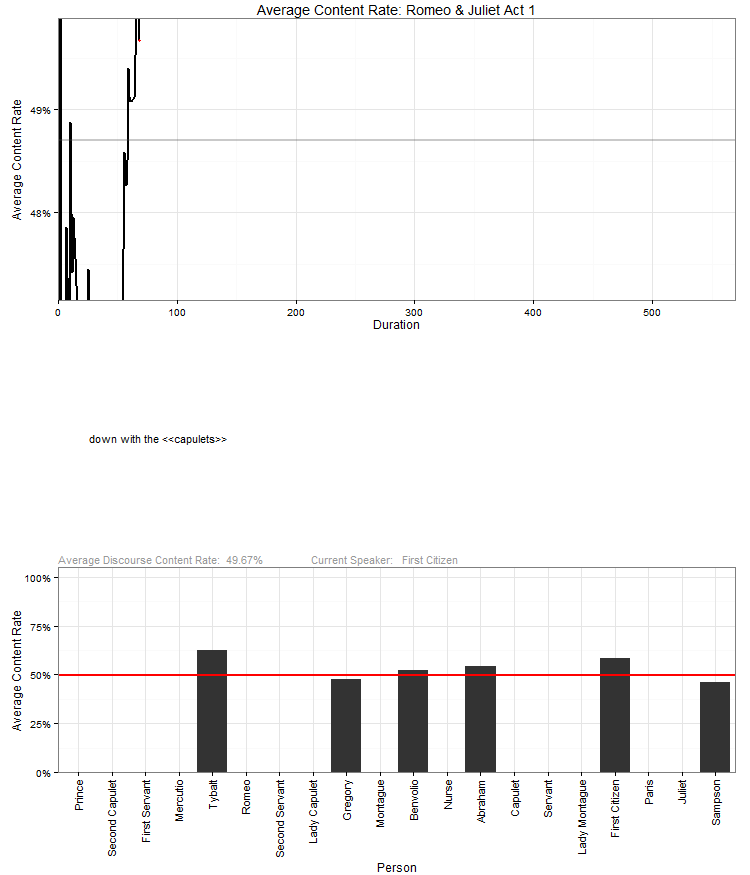 Average Content Rate: Romeo & Juliet Act 1
Average Content Rate
49%
48%
0 100 200 300 400 500
Duration
down with the <<capulets>>
Average Discourse Content Rate: 49.67% Current Speaker: First Citizen
Average Content Rate
100%
75%
50%
25%
0%
Prince
Second Capulet
First Servant
Mercutio
Tybalt
Romeo
Second Servant
Lady Capulet
Gregory
Montague
Benvolio
Nurse
Abraham
Capulet
Servant
Lady Montague
First Citizen
Paris
Juliet
Sampson
Person